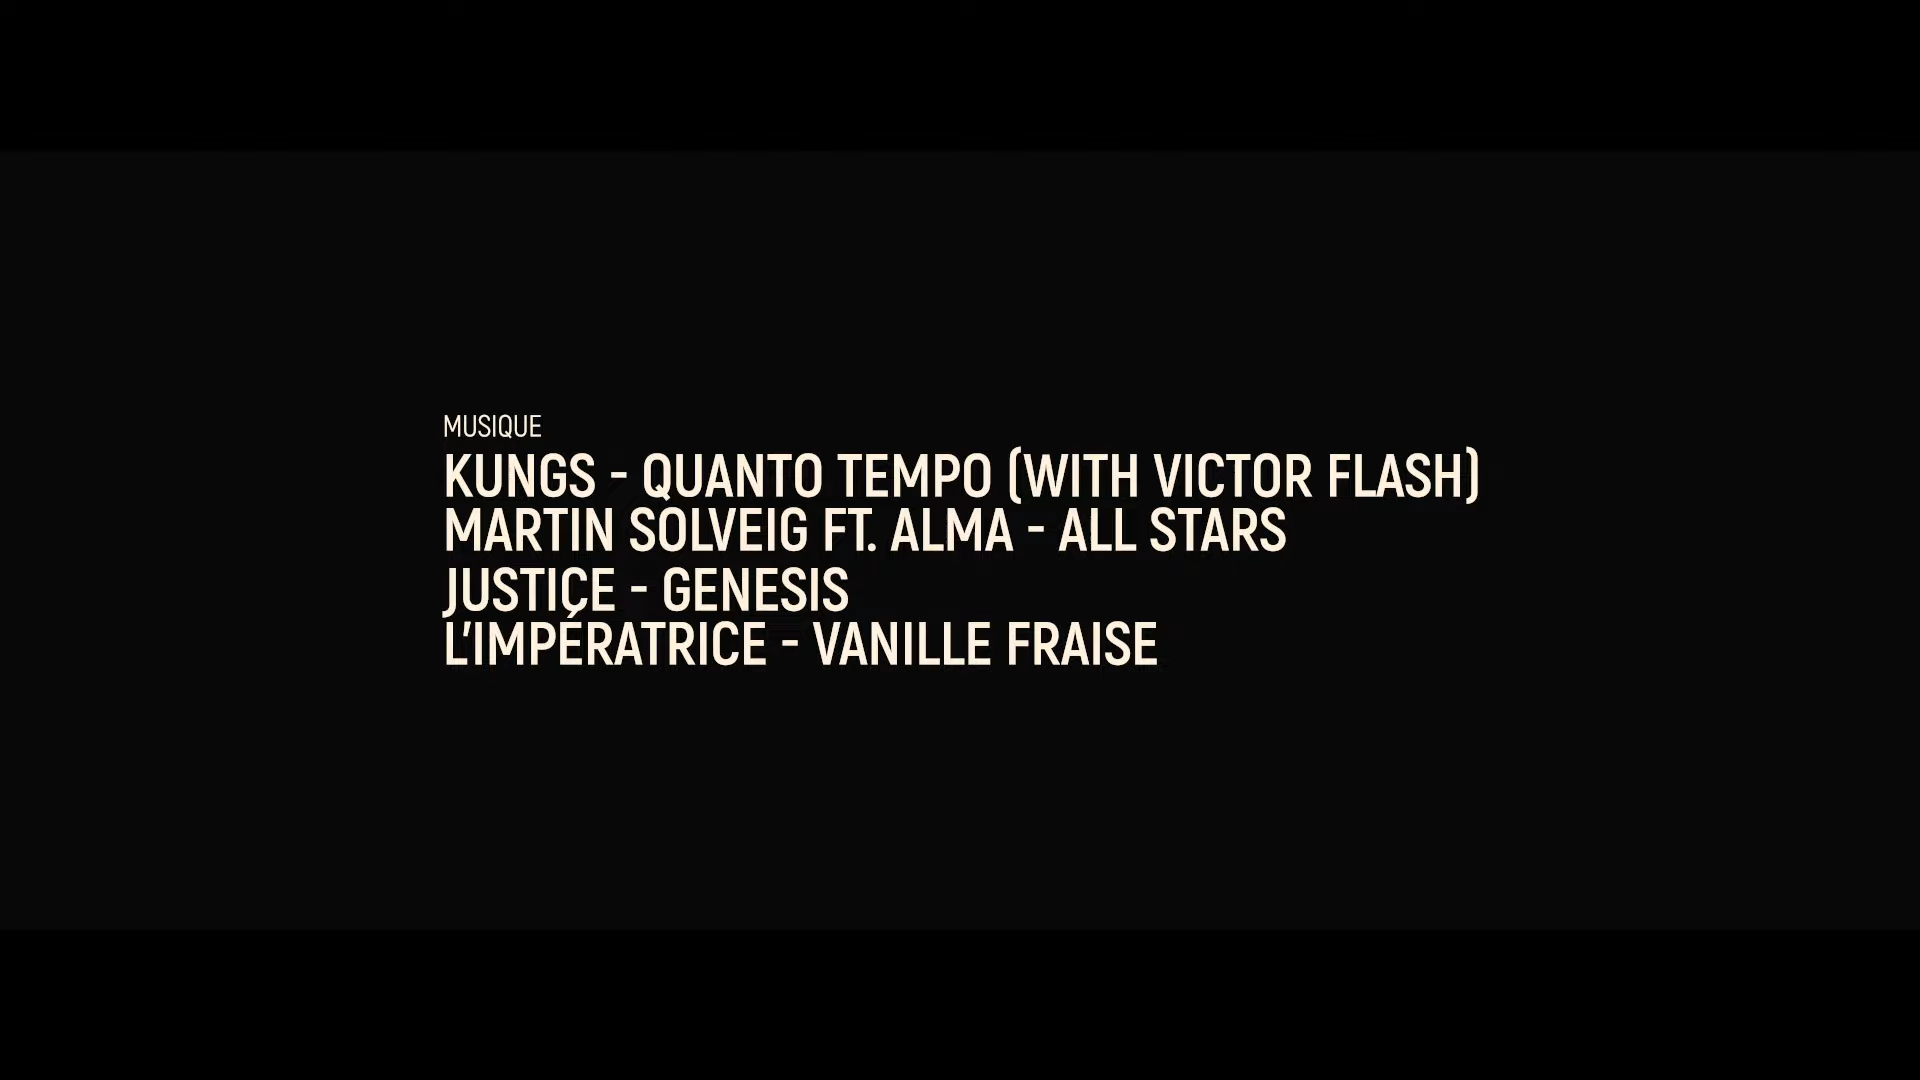 MUSIQUE
KUNGS - QUANTO TEMPO (WITH VICTOR FLASH)
MARTIN SOLVEIG FT. ALMA - ALL STARS
JUSTICE - GENESIS
L'IMPÉRATRICE - VANILLE FRAISE